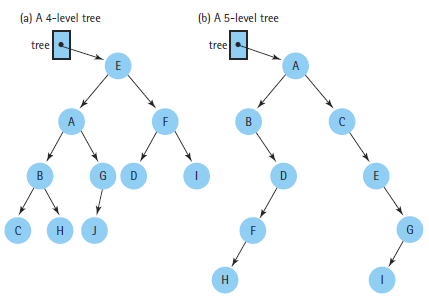 (a) A 4-level tree
tree
E
A F
B G D I
C H J
(b) A 5-level tree
tree
A
B C
D E
F G
H I